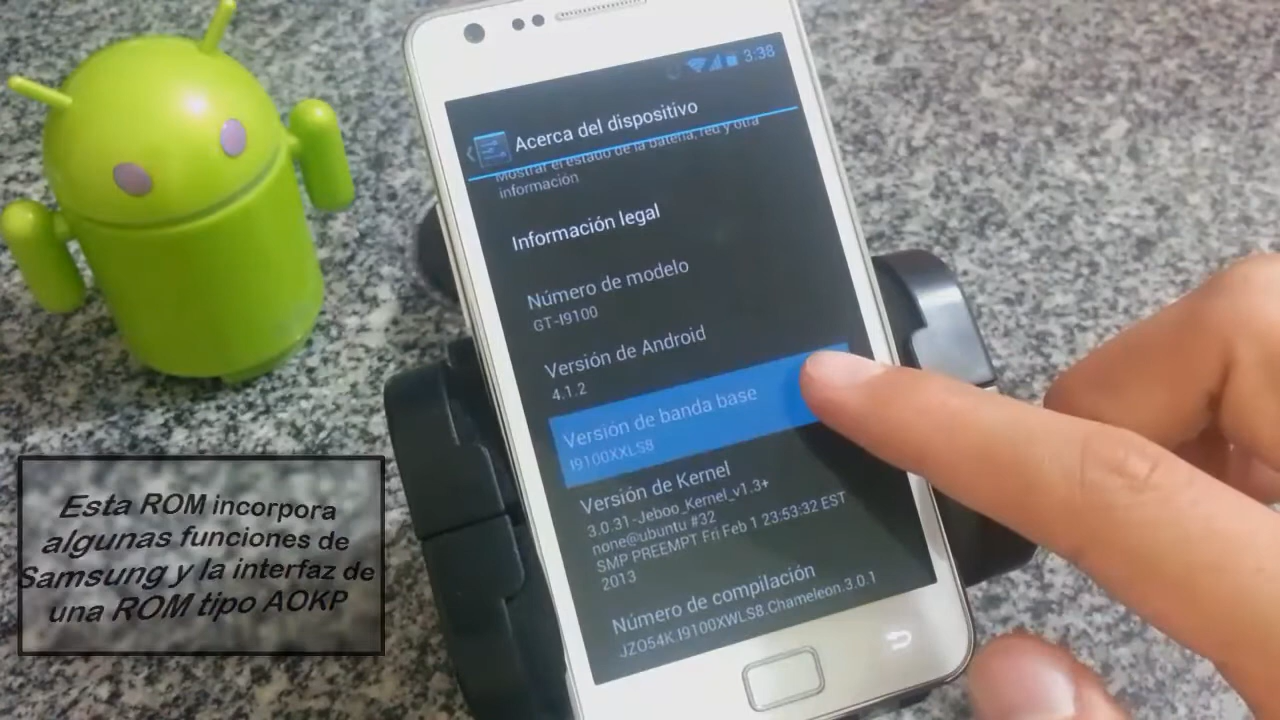 3:38
Acerca del dispositivo
Mostrar el estado de la batería, red y otra
información
Información legal
Número de modelo
GT-I9100
Versión de Android
4.1.2
Versión de banda base
I9100XXLS8
Versión de Kernel
3.0.31-Jeboo_Kernel_v1.3+
none@ubuntu #32
SMP PREEMPT Fri Feb 1 23:53:32 EST
2013
Número de compilación
JZO54K.I9100XWLS8.Chameleon.3.0.1
Esta ROM incorpora
algunas funciones de
Samsung y la interfaz de
una ROM tipo AOKP